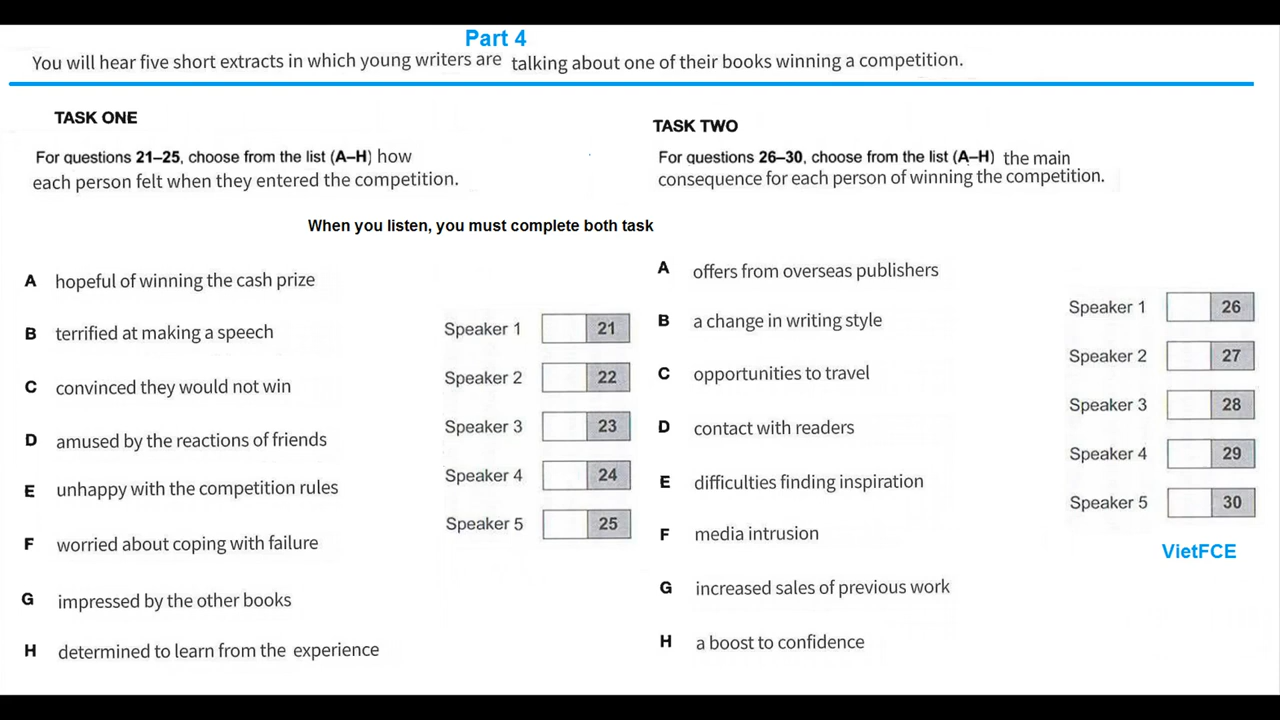 Part 4
You will hear five short extracts in which young writers are talking about one of their books winning a competition.
TASK ONE
For questions 21–25, choose from the list (A–H) how
each person felt when they entered the competition.
TASK TWO
For questions 26–30, choose from the list (A–H) the main
consequence for each person of winning the competition.
When you listen, you must complete both task
A hopeful of winning the cash prize
B terrified at making a speech
C convinced they would not win
D amused by the reactions of friends
E unhappy with the competition rules
F worried about coping with failure
G impressed by the other books
H determined to learn from the experience
Speaker 1 21
Speaker 2 22
Speaker 3 23
Speaker 4 24
Speaker 5 25
A offers from overseas publishers
B a change in writing style
C opportunities to travel
D contact with readers
E difficulties finding inspiration
F media intrusion
G increased sales of previous work
H a boost to confidence
Speaker 1 26
Speaker 2 27
Speaker 3 28
Speaker 4 29
Speaker 5 30
VietFCE